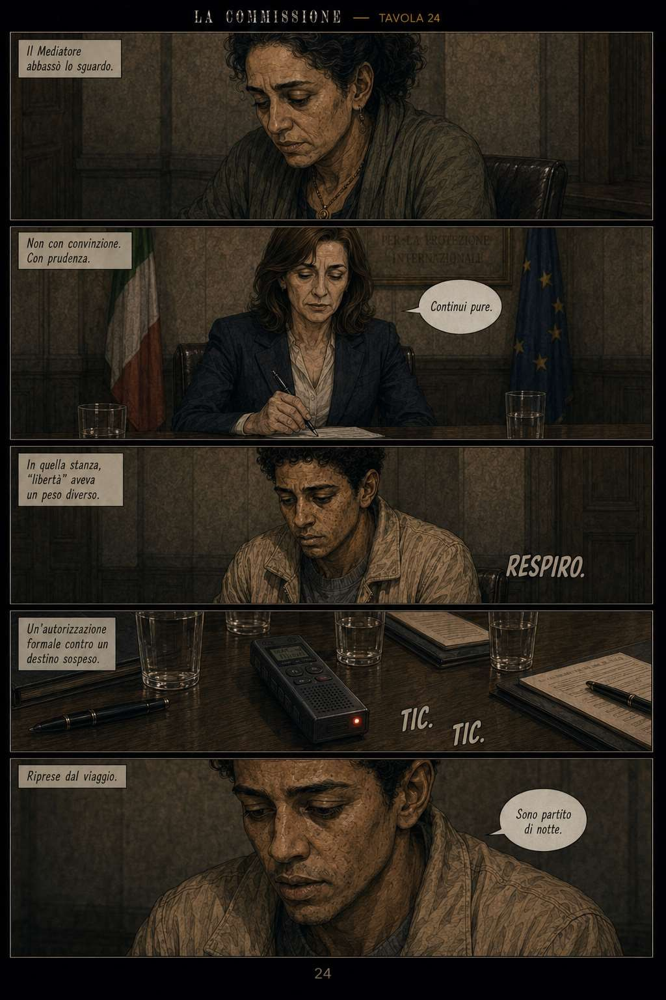 LA COMMISSIONE — TAVOLA 24
Il Mediatore
abbassò lo sguardo.
Non con convinzione.
Con prudenza.
PER LA PROTEZIONE
INTERNAZIONALE
Continui pure.
In quella stanza,
“libertà” aveva
un peso diverso.
RESPIRO.
Un'autorizzazione
formale contro un
destino sospeso.
TIC.
TIC.
Riprese dal viaggio.
Sono partito
di notte.
24